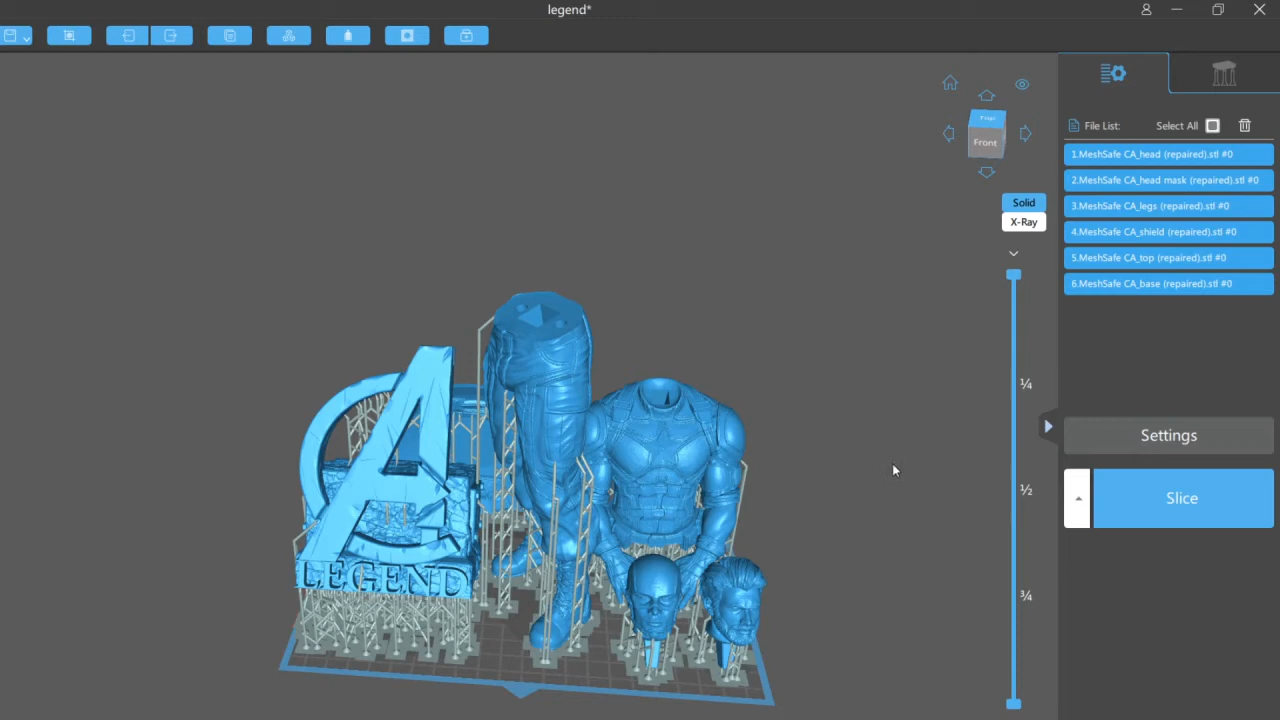 legend*
File List:
Select All
1.MeshSafe CA_head (repaired).stl #0
2.MeshSafe CA_head mask (repaired).stl #0
3.MeshSafe CA_legs (repaired).stl #0
4.MeshSafe CA_shield (repaired).stl #0
5.MeshSafe CA_top (repaired).stl #0
6.MeshSafe CA_base (repaired).stl #0
Front
Solid
X-Ray
¼
½
¾
Settings
Slice
A
LEGEND